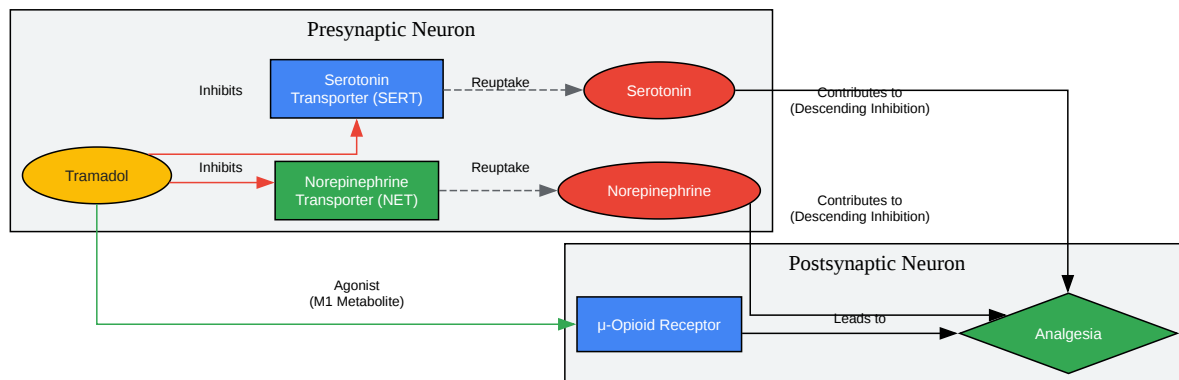 Presynaptic Neuron
Inhibits
Serotonin
Transporter (SERT)
Reuptake
Serotonin
Contributes to
(Descending Inhibition)
Tramadol
Inhibits
Norepinephrine
Transporter (NET)
Reuptake
Norepinephrine
Contributes to
(Descending Inhibition)
Postsynaptic Neuron
Agonist
(M1 Metabolite)
μ-Opioid Receptor
Leads to
Analgesia